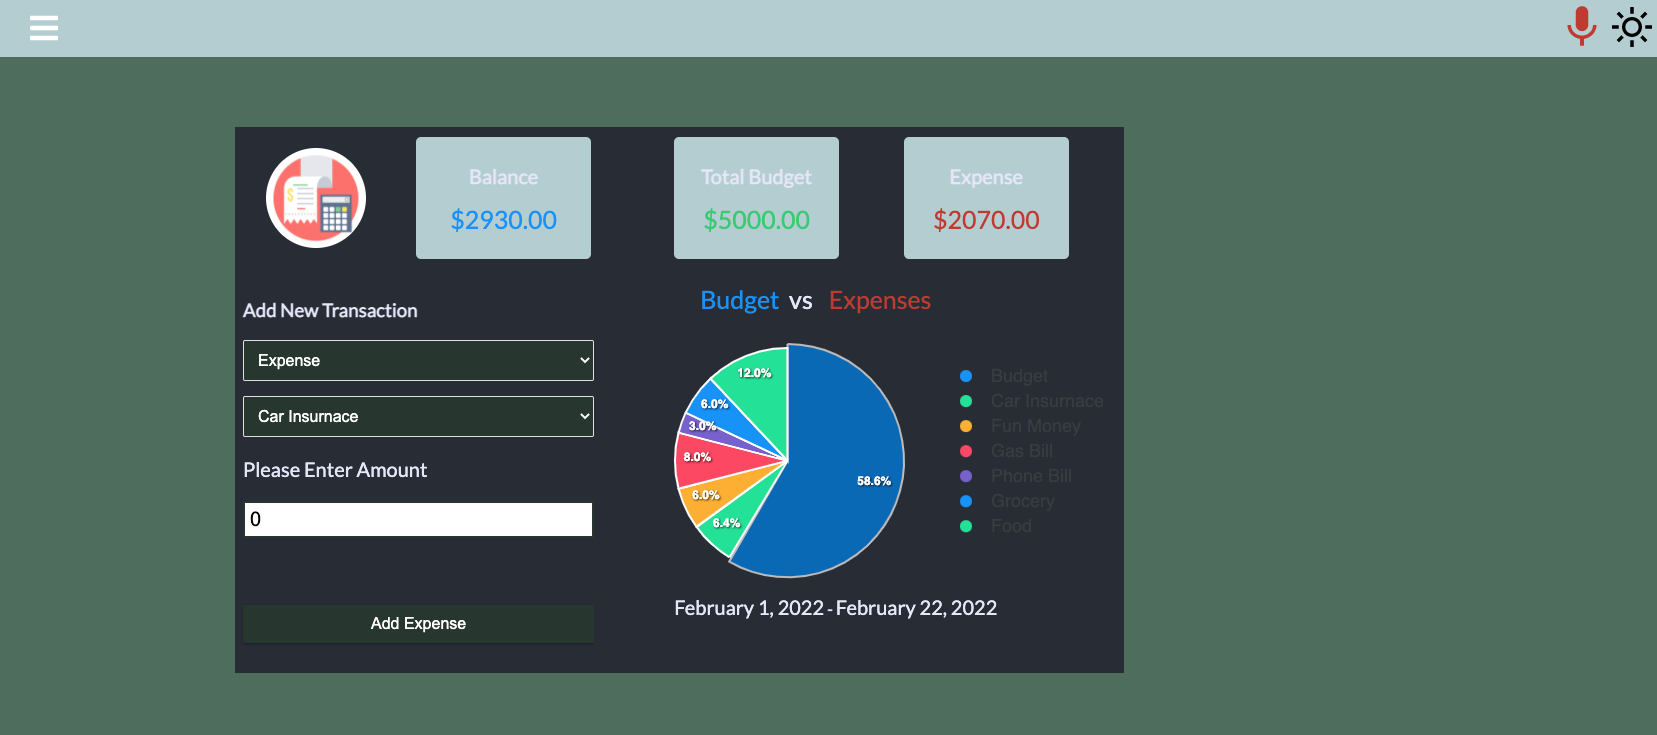 Balance
$2930.00
Total Budget
$5000.00
Expense
$2070.00
Add New Transaction
Expense
Car Insurnace
Please Enter Amount
0
Add Expense
Budget vs Expenses
12.0%
6.0%
3.0%
8.0%
6.0%
6.4%
58.6%
Budget
Car Insurnace
Fun Money
Gas Bill
Phone Bill
Grocery
Food
February 1, 2022 - February 22, 2022